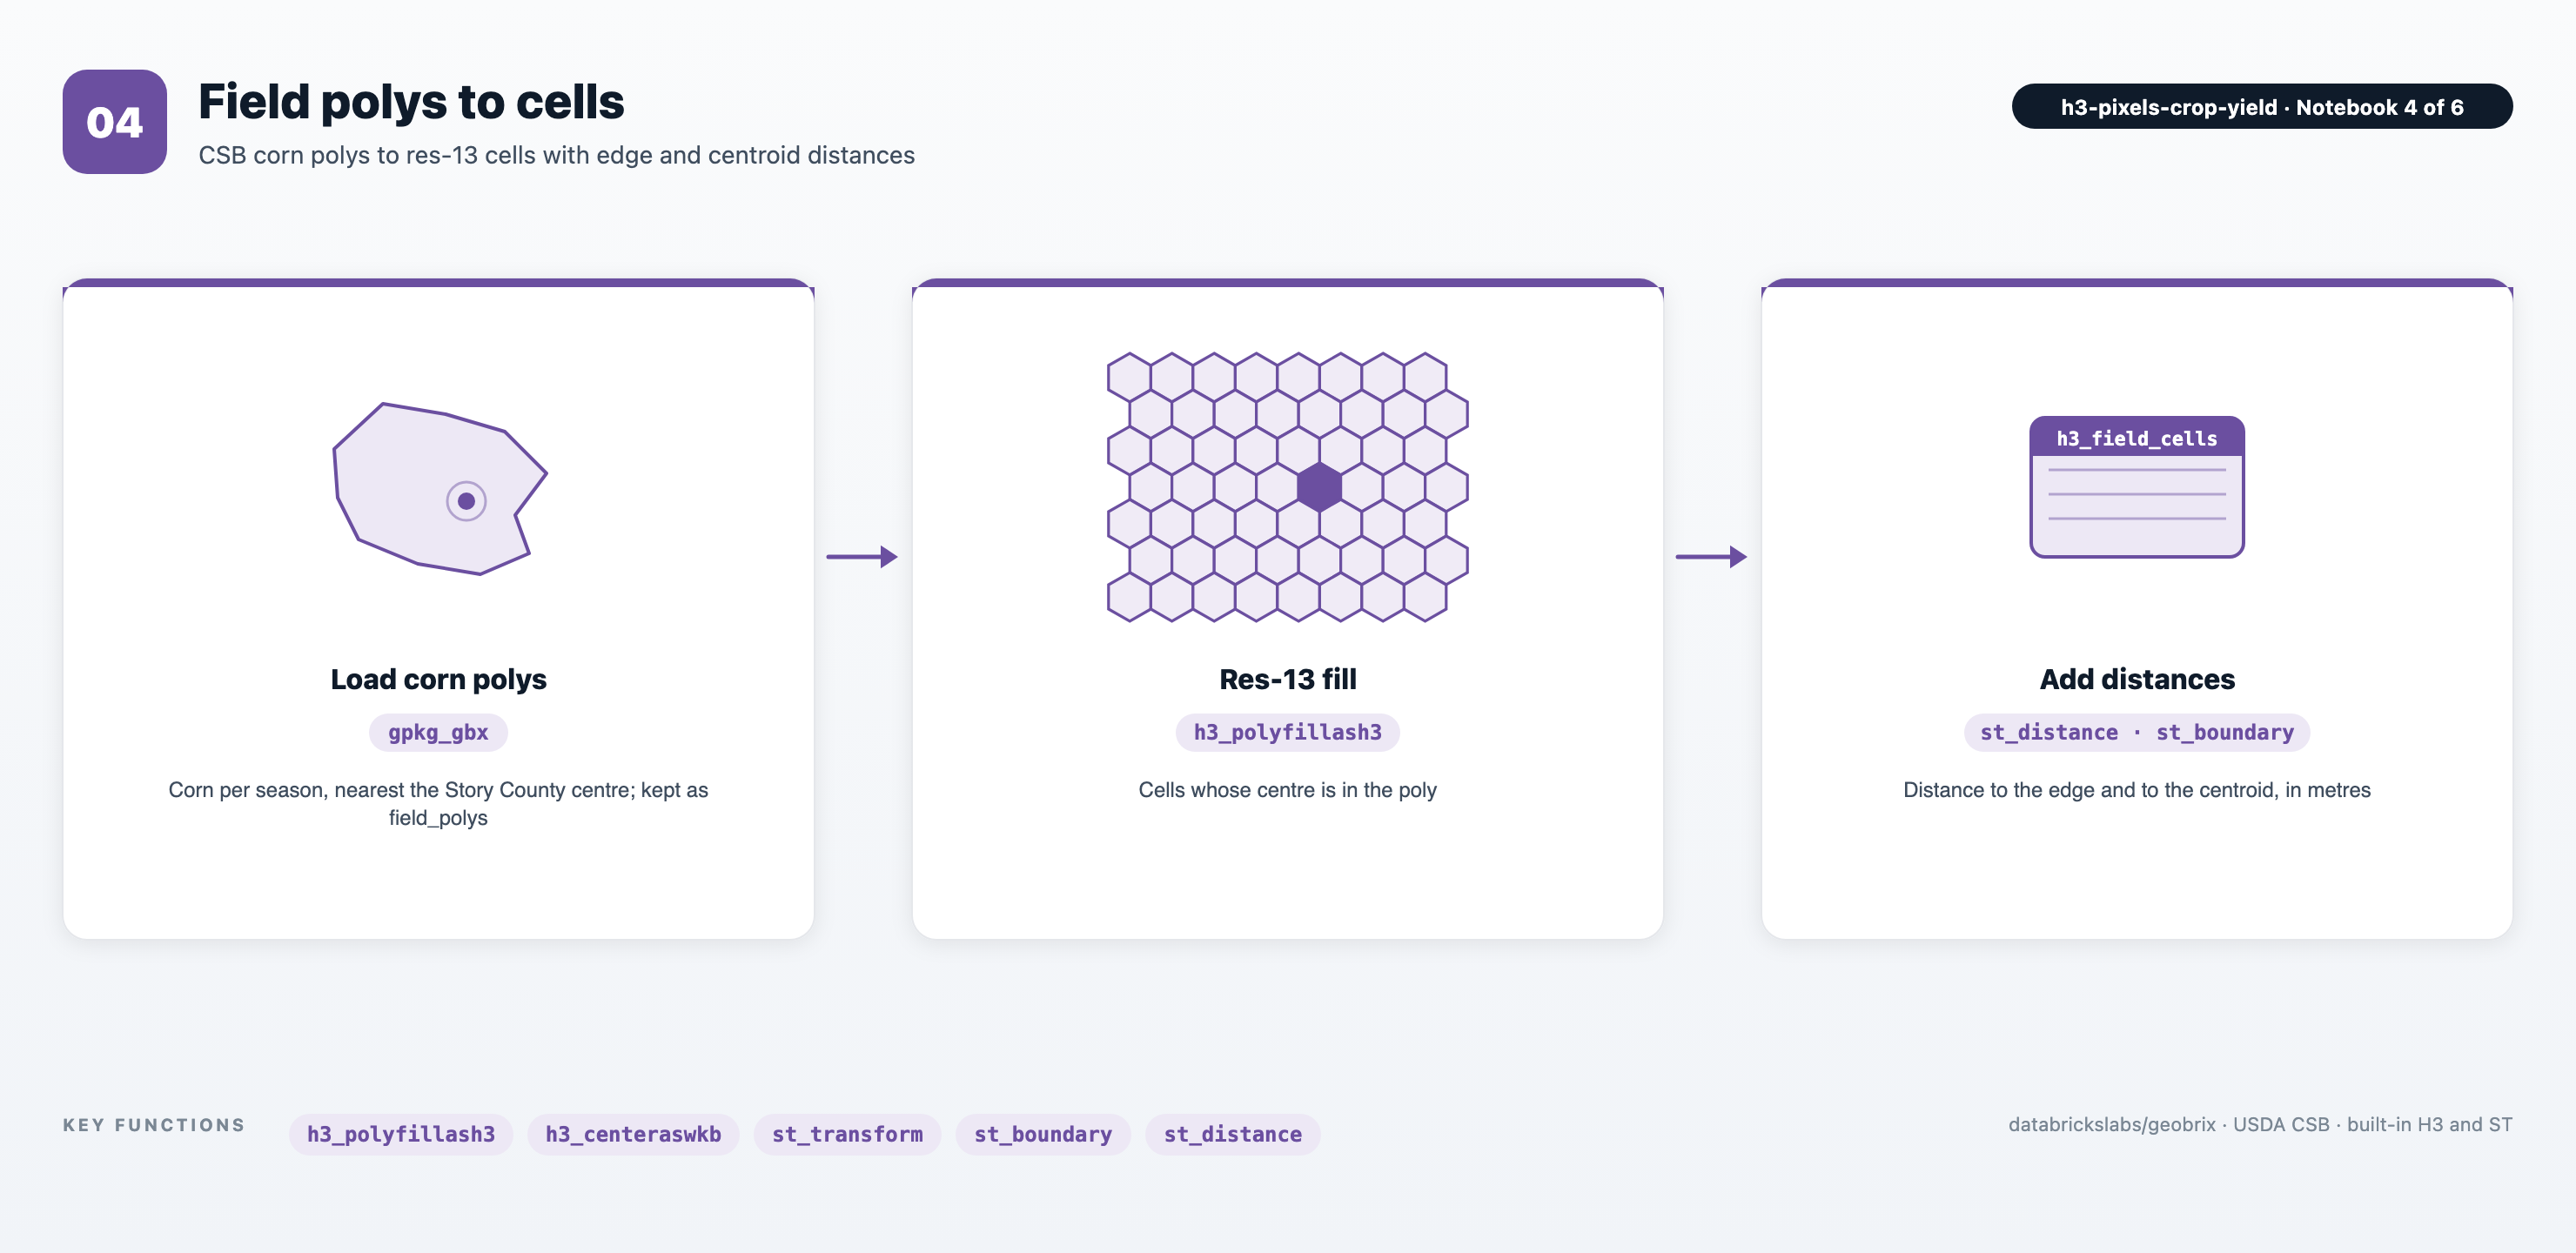 04
Field polys to cells
CSB corn polys to res-13 cells with edge and centroid distances
h3-pixels-crop-yield · Notebook 4 of 6
Load corn polys
gpkg_gbx
Corn per season, nearest the Story County centre; kept as
field_polys
Res-13 fill
h3_polyfillash3
Cells whose centre is in the poly
h3_field_cells
Add distances
st_distance · st_boundary
Distance to the edge and to the centroid, in metres
KEY FUNCTIONS
h3_polyfillash3
h3_centeraswkb
st_transform
st_boundary
st_distance
databrickslabs/geobrix · USDA CSB · built-in H3 and ST